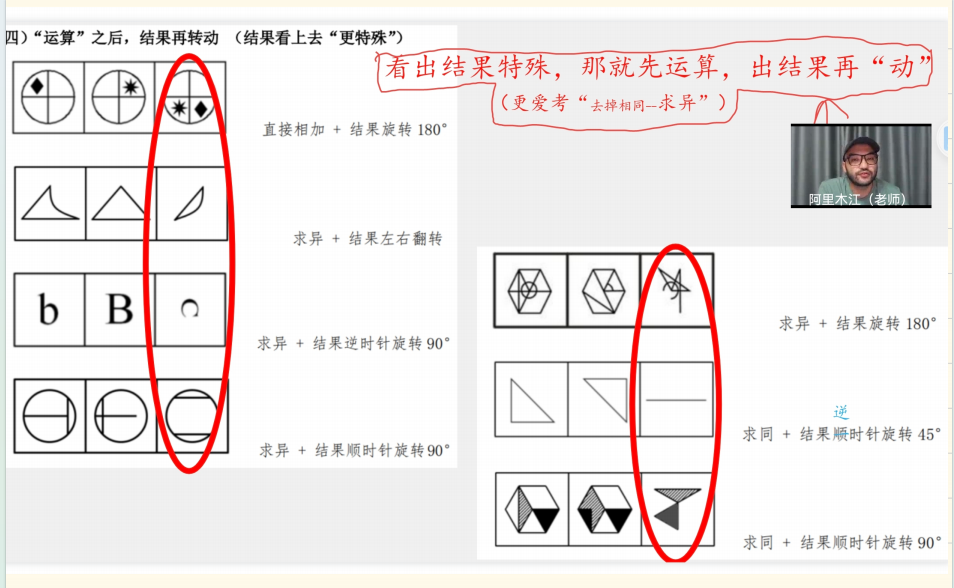 四）“运算”之后，结果再转动 （结果看上去“更特殊”）
看出结果特殊，那就先运算，出结果再“动”
（更爱考“去掉相同--求异”）
直接相加 + 结果旋转 180°
阿里木江（老师）
求异 + 结果左右翻转
b B
求异 + 结果逆时针旋转 90°
求异 + 结果顺时针旋转90°
求异 + 结果旋转 180°
逆
求同 + 结果顺时针旋转 45°
求同 + 结果顺时针旋转 90°